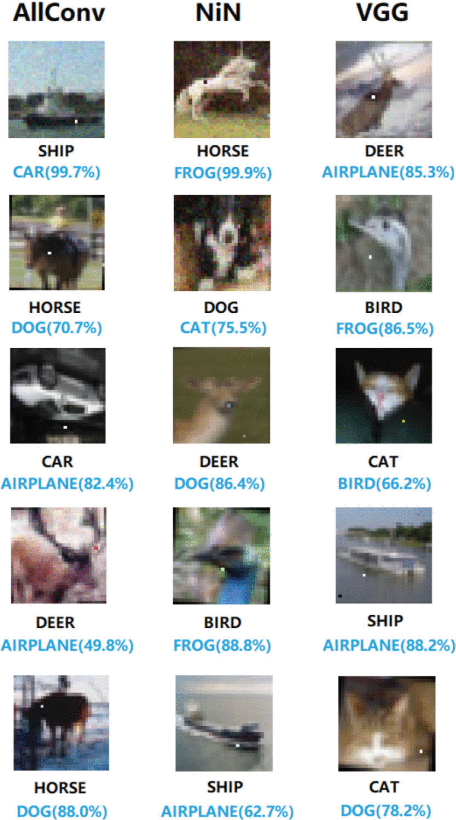 AllConv NiN VGG
SHIP HORSE DEER
CAR(99.7%) FROG(99.9%) AIRPLANE(85.3%)
HORSE DOG BIRD
DOG(70.7%) CAT(75.5%) FROG(86.5%)
CAR DEER CAT
AIRPLANE(82.4%) DOG(86.4%) BIRD(66.2%)
DEER BIRD SHIP
AIRPLANE(49.8%) FROG(88.8%) AIRPLANE(88.2%)
HORSE SHIP CAT
DOG(88.0%) AIRPLANE(62.7%) DOG(78.2%)